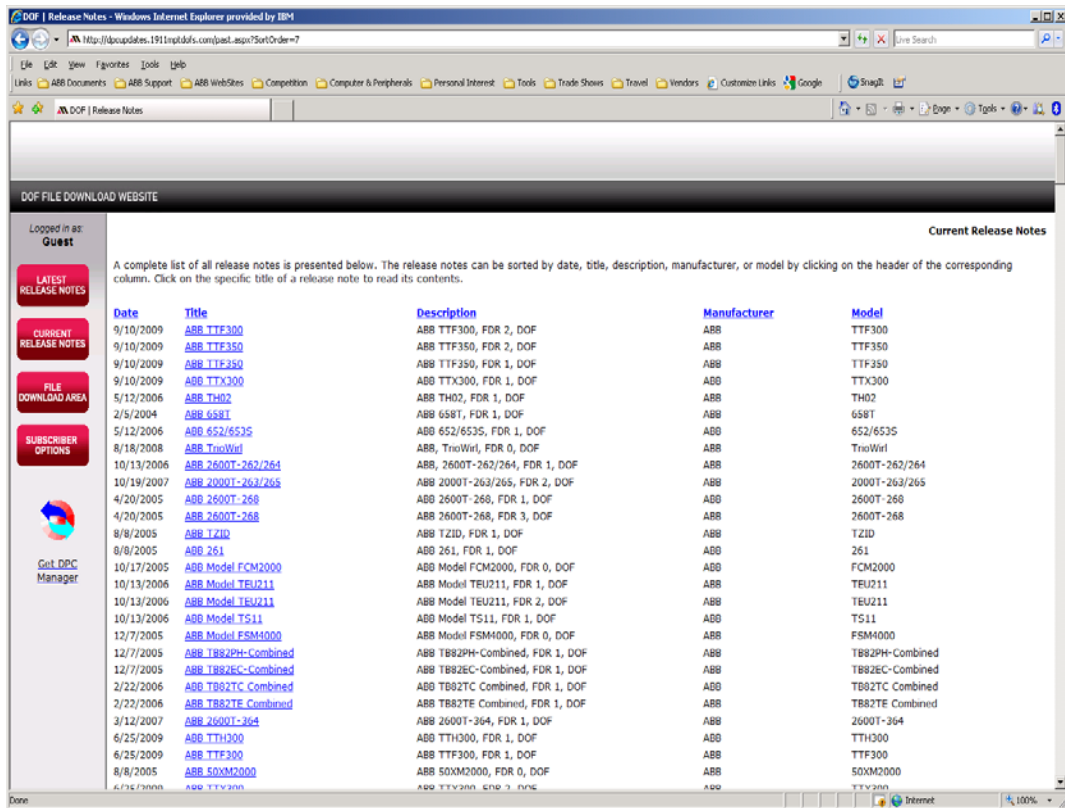 DOF | Release Notes - Windows Internet Explorer provided by IBM
http://dpcupdates.1911mptdofs.com/past.aspx?SortOrder=7
Live Search
File Edit View Favorites Tools Help
Links ABB Documents ABB Support ABB WebSites Competition Computer & Peripherals Personal Interest Tools Trade Shows Travel Vendors Customize Links Google SnagIt
DOF | Release Notes
Page Tools
DOF FILE DOWNLOAD WEBSITE
Logged in as:
Guest
LATEST
RELEASE NOTES
CURRENT
RELEASE NOTES
FILE
DOWNLOAD AREA
SUBSCRIBER
OPTIONS
Get DPC
Manager
Current Release Notes
A complete list of all release notes is presented below. The release notes can be sorted by date, title, description, manufacturer, or model by clicking on the header of the corresponding
column. Click on the specific title of a release note to read its contents.
Date Title Description Manufacturer Model
9/10/2009 ABB TTF300 ABB TTF300, FDR 2, DOF ABB TTF300
9/10/2009 ABB TTF350 ABB TTF350, FDR 2, DOF ABB TTF350
9/10/2009 ABB TTF350 ABB TTF350, FDR 1, DOF ABB TTF350
9/10/2009 ABB TTX300 ABB TTX300, FDR 1, DOF ABB TTX300
5/12/2006 ABB TH02 ABB TH02, FDR 1, DOF ABB TH02
2/5/2004 ABB 658T ABB 658T, FDR 1, DOF ABB 658T
5/12/2006 ABB 652/653S ABB 652/653S, FDR 1, DOF ABB 652/653S
8/18/2008 ABB TrioWirl ABB, TrioWirl, FDR 0, DOF ABB TrioWirl
10/13/2006 ABB 2600T-262/264 ABB, 2600T-262/264, FDR 1, DOF ABB 2600T-262/264
10/19/2007 ABB 2000T-263/265 ABB 2000T-263/265, FDR 2, DOF ABB 2000T-263/265
4/20/2005 ABB 2600T-268 ABB 2600T-268, FDR 1, DOF ABB 2600T-268
4/20/2005 ABB 2600T-268 ABB 2600T-268, FDR 3, DOF ABB 2600T-268
8/8/2005 ABB TZID ABB TZID, FDR 1, DOF ABB TZID
8/8/2005 ABB 261 ABB 261, FDR 1, DOF ABB 261
10/17/2005 ABB Model FCM2000 ABB Model FCM2000, FDR 0, DOF ABB FCM2000
10/13/2006 ABB Model TEU211 ABB Model TEU211, FDR 1, DOF ABB TEU211
10/13/2006 ABB Model TEU211 ABB Model TEU211, FDR 2, DOF ABB TEU211
10/13/2006 ABB Model TS11 ABB Model TS11, FDR 1, DOF ABB TS11
12/7/2005 ABB Model FSM4000 ABB Model FSM4000, FDR 0, DOF ABB FSM4000
12/7/2005 ABB TB82PH-Combined ABB TB82PH-Combined, FDR 1, DOF ABB TB82PH-Combined
12/7/2005 ABB TB82EC-Combined ABB TB82EC-Combined, FDR 1, DOF ABB TB82EC-Combined
2/22/2006 ABB TB82TC Combined ABB TB82TC Combined, FDR 1, DOF ABB TB82TC Combined
2/22/2006 ABB TB82TE Combined ABB TB82TE Combined, FDR 1, DOF ABB TB82TE Combined
3/12/2007 ABB 2600T-364 ABB 2600T-364, FDR 1, DOF ABB 2600T-364
6/25/2009 ABB TTH300 ABB TTH300, FDR 1, DOF ABB TTH300
6/25/2009 ABB TTF300 ABB TTF300, FDR 1, DOF ABB TTF300
8/8/2005 ABB 50XM2000 ABB 50XM2000, FDR 0, DOF ABB 50XM2000
6/25/2009 ABB TTX300 ABB TTX300, FDR 2, DOF ABB TTX300
Done Internet 100%